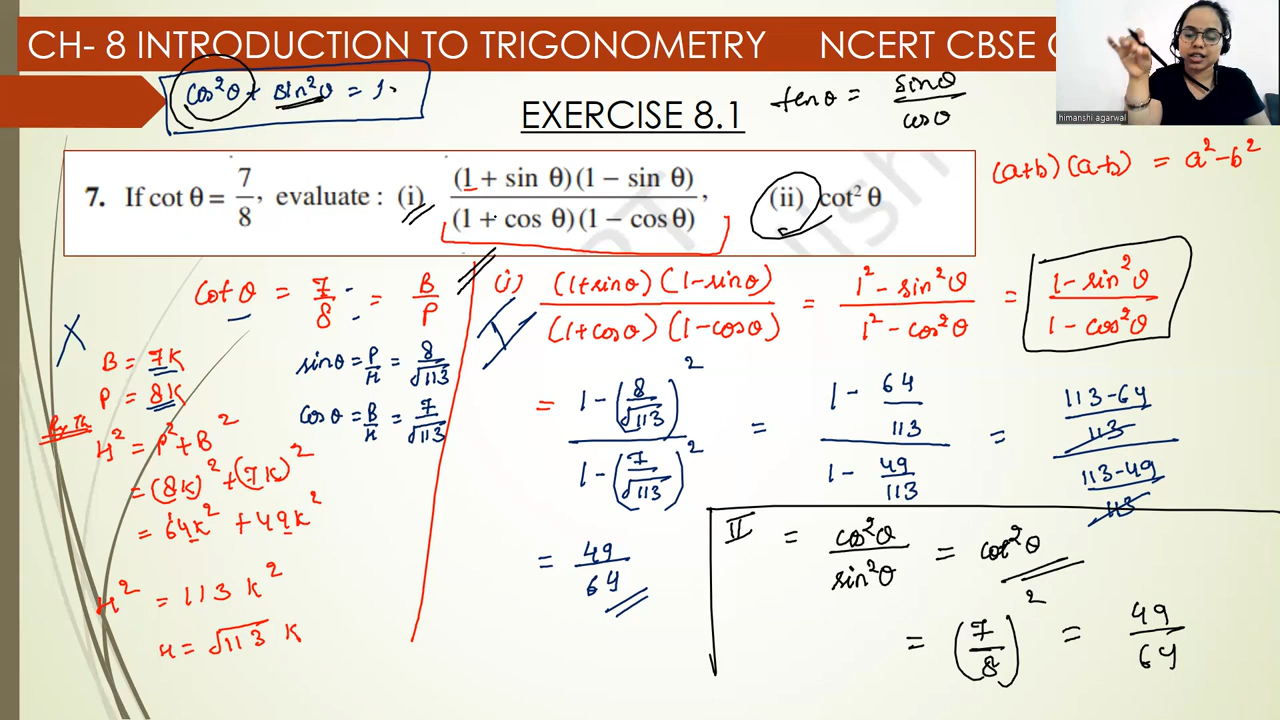 CH- 8 INTRODUCTION TO TRIGONOMETRY NCERT CBSE
himanshi agarwal
cos²θ + sin²θ = 1.
EXERCISE 8.1
tanθ = sinθ / cosθ
(a+b)(a-b) = a²-b²
7. If cot θ = 7/8, evaluate : (i) (1 + sin θ)(1 − sin θ) / (1 + cos θ)(1 − cosθ), (ii) cot² θ
cot θ = 7/8 = B/P
B = 7K
P = 8K
Py Th
H² = P²+B²
= (8K)² + (7K)²
= 64K² + 49K²
H² = 113 K²
H = √113 K
sinθ = P/H = 8/√113
cosθ = B/H = 7/√113
I
(i) (1+sinθ)(1-sinθ) / (1+cosθ)(1-cosθ) = 1² - sin²θ / 1² - cos²θ = 1-sin²θ / 1-cos²θ
= 1-(8/√113)² / 1-(7/√113)² = 1- 64/113 / 1- 49/113 = 113-64/113 / 113-49/113
= 49/64
II = cos²θ / sin²θ = cot²θ
= (7/8)² = 49/64